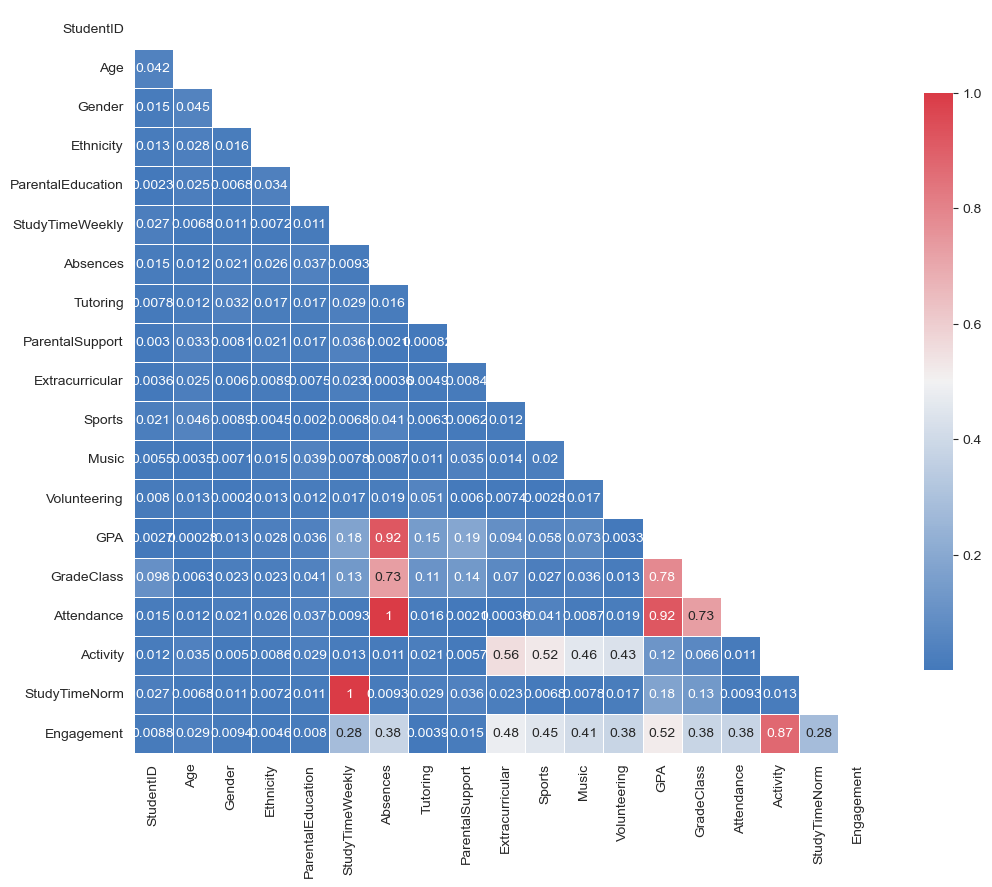 StudentID
Age 0.042
Gender 0.015 0.045
Ethnicity 0.013 0.028 0.016
ParentalEducation 0.0023 0.025 0.0068 0.034
StudyTimeWeekly 0.027 0.0068 0.011 0.0072 0.011
Absences 0.015 0.012 0.021 0.026 0.037 0.0093
Tutoring 0.0078 0.012 0.032 0.017 0.017 0.029 0.016
ParentalSupport 0.003 0.033 0.0081 0.021 0.017 0.036 0.0021 0.00082
Extracurricular 0.0036 0.025 0.006 0.0089 0.0075 0.023 0.00036 0.0049 0.0084
Sports 0.021 0.046 0.0089 0.0045 0.002 0.0068 0.041 0.0063 0.0062 0.012
Music 0.0055 0.0035 0.0071 0.015 0.039 0.0078 0.0087 0.011 0.035 0.014 0.02
Volunteering 0.008 0.013 0.0002 0.013 0.012 0.017 0.019 0.051 0.006 0.0074 0.0028 0.017
GPA 0.0027 0.00028 0.013 0.028 0.036 0.18 0.92 0.15 0.19 0.094 0.058 0.073 0.0033
GradeClass 0.098 0.0063 0.023 0.023 0.041 0.13 0.73 0.11 0.14 0.07 0.027 0.036 0.013 0.78
Attendance 0.015 0.012 0.021 0.026 0.037 0.0093 1 0.016 0.0021 0.00036 0.041 0.0087 0.019 0.92 0.73
Activity 0.012 0.035 0.005 0.0086 0.029 0.013 0.011 0.021 0.0057 0.56 0.52 0.46 0.43 0.12 0.066 0.011
StudyTimeNorm 0.027 0.0068 0.011 0.0072 0.011 1 0.0093 0.029 0.036 0.023 0.0068 0.0078 0.017 0.18 0.13 0.0093 0.013
Engagement 0.0088 0.029 0.0094 0.0046 0.008 0.28 0.38 0.0039 0.015 0.48 0.45 0.41 0.38 0.52 0.38 0.38 0.87 0.28
StudentID
Age
Gender
Ethnicity
ParentalEducation
StudyTimeWeekly
Absences
Tutoring
ParentalSupport
Extracurricular
Sports
Music
Volunteering
GPA
GradeClass
Attendance
Activity
StudyTimeNorm
Engagement
1.0
0.8
0.6
0.4
0.2